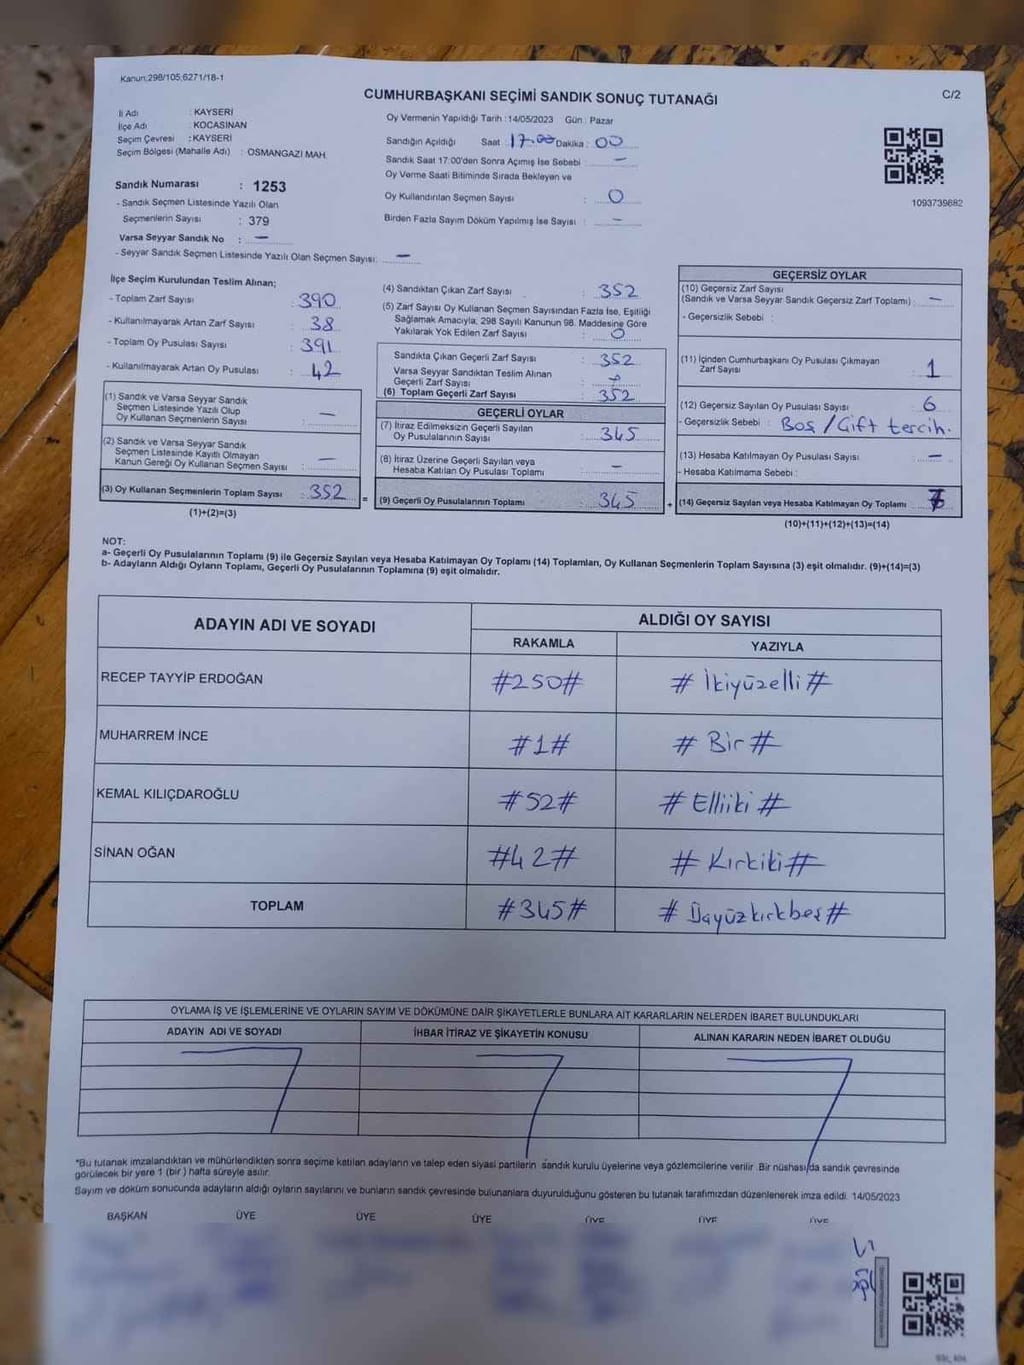 Kanun:298/105,6271/18-1
C/2
CUMHURBAŞKANI SEÇİMİ SANDIK SONUÇ TUTANAĞI
İl Adı : KAYSERİ
İlçe Adı : KOCASİNAN
Seçim Çevresi : KAYSERİ
Seçim Bölgesi (Mahalle Adı) : OSMANGAZI MAH.
Sandık Numarası : 1253
- Sandık Seçmen Listesinde Yazılı Olan
Seçmenlerin Sayısı : 379
Varsa Seyyar Sandık No : —
- Seyyar Sandık Seçmen Listesinde Yazılı Olan Seçmen Sayısı: —
Oy Vermenin Yapıldığı Tarih : 14/05/2023 Gün : Pazar
Sandığın Açıldığı Saat : 17.00 Dakika : 00
Sandık Saat 17:00'den Sonra Açımış İse Sebebi : —
Oy Verme Saati Bitiminde Sırada Bekleyen ve
Oy Kullandırılan Seçmen Sayısı : 0
Birden Fazla Sayım Döküm Yapılmış İse Sayısı : —
1093739682
İlçe Seçim Kurulundan Teslim Alınan;
- Toplam Zarf Sayısı : 390
- Kullanılmayarak Artan Zarf Sayısı : 38
- Toplam Oy Pusulası Sayısı : 391
- Kullanılmayarak Artan Oy Pusulası : 42
(1) Sandık ve Varsa Seyyar Sandık
Seçmen Listesinde Yazılı Olup
Oy Kullanan Seçmenlerin Sayısı : —
(2) Sandık ve Varsa Seyyar Sandık
Seçmen Listesinde Kayıtlı Olmayan
Kanun Gereği Oy Kullanan Seçmen Sayısı : —
(3) Oy Kullanan Seçmenlerin Toplam Sayısı : 352
(1)+(2)=(3)
(4) Sandıktan Çıkan Zarf Sayısı : 352
(5) Zarf Sayısı Oy Kullanan Seçmen Sayısından Fazla İse, Eşitliği
Sağlamak Amacıyla, 298 Sayılı Kanunun 98. Maddesine Göre
Yakılarak Yok Edilen Zarf Sayısı : 0
Sandıkta Çıkan Geçerli Zarf Sayısı : 352
Varsa Seyyar Sandıktan Teslim Alınan
Geçerli Zarf Sayısı :
(6) Toplam Geçerli Zarf Sayısı : 352
GEÇERLİ OYLAR
(7) İtiraz Edilmeksizin Geçerli Sayılan
Oy Pusulalarının Sayısı : 345
(8) İtiraz Üzerine Geçerli Sayılan veya
Hesaba Katılan Oy Pusulası Toplamı : —
= (9) Geçerli Oy Pusulalarının Toplamı : 345
GEÇERSİZ OYLAR
(10) Geçersiz Zarf Sayısı
(Sandık ve Varsa Seyyar Sandık Geçersiz Zarf Toplamı) : —
- Geçersizlik Sebebi :
(11) İçinden Cumhurbaşkanı Oy Pusulası Çıkmayan
Zarf Sayısı : 1
(12) Geçersiz Sayılan Oy Pusulası Sayısı : 6
- Geçersizlik Sebebi : Boş / Çift tercih.
(13) Hesaba Katılmayan Oy Pusulası Sayısı : —
- Hesaba Katılmama Sebebi :
+ (14) Geçersiz Sayılan veya Hesaba Katılmayan Oy Toplamı : 7
(10)+(11)+(12)+(13)=(14)
NOT:
a- Geçerli Oy Pusulalarının Toplamı (9) ile Geçersiz Sayılan veya Hesaba Katılmayan Oy Toplamı (14) Toplamları, Oy Kullanan Seçmenlerin Toplam Sayısına (3) eşit olmalıdır. (9)+(14)=(3)
b- Adayların Aldığı Oyların Toplamı, Geçerli Oy Pusulalarının Toplamına (9) eşit olmalıdır.
ADAYIN ADI VE SOYADI
ALDIĞI OY SAYISI
RAKAMLA YAZIYLA
RECEP TAYYİP ERDOĞAN #250# # İkiyüzelli #
MUHARREM İNCE #1# # Bir #
KEMAL KILIÇDAROĞLU #52# # Elliiki #
SİNAN OĞAN #42# # Kırkiki #
TOPLAM #345# # Üçyüzkırkbeş #
OYLAMA İŞ VE İŞLEMLERİNE VE OYLARIN SAYIM VE DÖKÜMÜNE DAİR ŞİKAYETLERLE BUNLARA AİT KARARLARIN NELERDEN İBARET BULUNDUKLARI
ADAYIN ADI VE SOYADI İHBAR İTİRAZ VE ŞİKAYETİN KONUSU ALINAN KARARIN NEDEN İBARET OLDUĞU
*Bu tutanak imzalandıktan ve mühürlendikten sonra seçime katılan adayların ve talep eden siyasi partilerin sandık kurulu üyelerine veya gözlemcilerine verilir. Bir nüshası da sandık çevresinde
görülecek bir yere 1 (bir) hafta süreyle asılır.
Sayım ve döküm sonucunda adayların aldığı oyların sayılarını ve bunların sandık çevresinde bulunanlara duyurulduğunu gösteren bu tutanak tarafımızdan düzenlenerek imza edildi. 14/05/2023
BAŞKAN ÜYE ÜYE ÜYE ÜYE ÜYE ÜYE